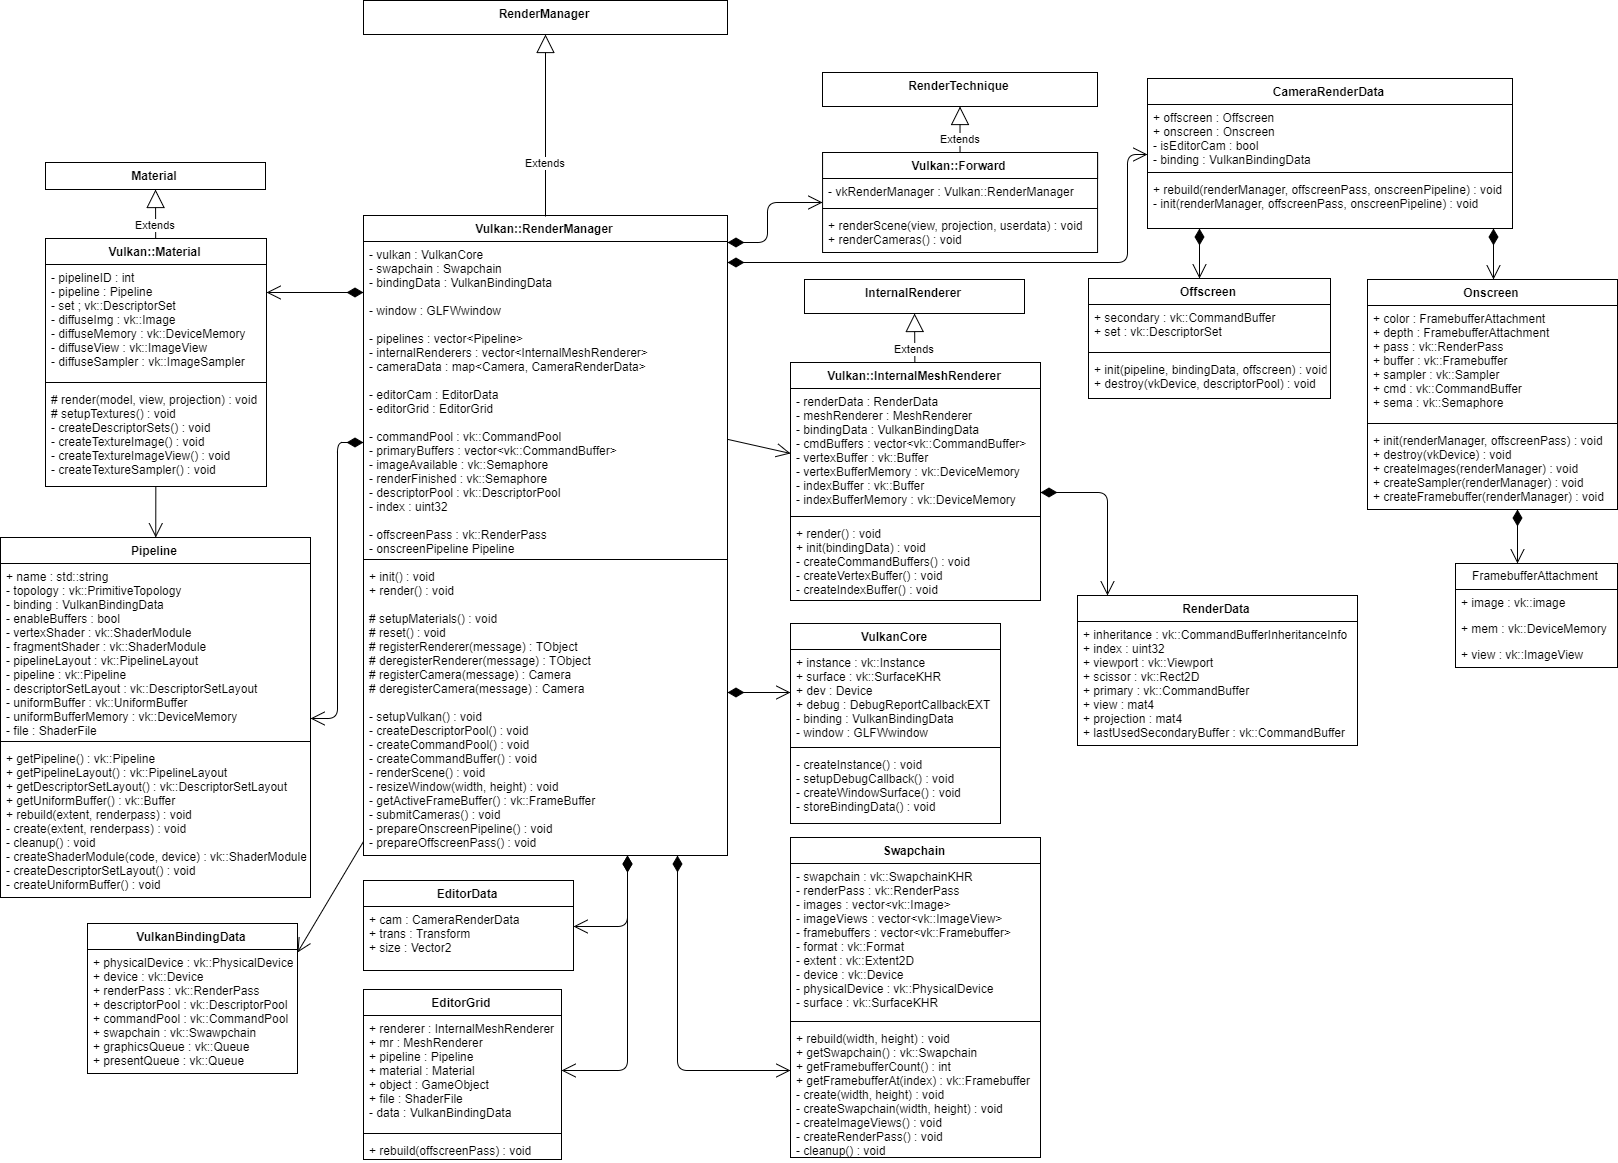 RenderManager
Extends
RenderTechnique
Extends
Vulkan::Forward
- vkRenderManager : Vulkan::RenderManager
+ renderScene(view, projection, userdata) : void
+ renderCameras() : void
CameraRenderData
+ offscreen : Offscreen
+ onscreen : Onscreen
- isEditorCam : bool
- binding : VulkanBindingData
+ rebuild(renderManager, offscreenPass, onscreenPipeline) : void
- init(renderManager, offscreenPass, onscreenPipeline) : void
Material
Extends
Vulkan::Material
- pipelineID : int
- pipeline : Pipeline
- set ; vk::DescriptorSet
- diffuseImg : vk::Image
- diffuseMemory : vk::DeviceMemory
- diffuseView : vk::ImageView
- diffuseSampler : vk::ImageSampler
# render(model, view, projection) : void
# setupTextures() : void
- createDescriptorSets() : void
- createTextureImage() : void
- createTextureImageView() : void
- createTextureSampler() : void
Vulkan::RenderManager
- vulkan : VulkanCore
- swapchain : Swapchain
- bindingData : VulkanBindingData
- window : GLFWwindow
- pipelines : vector<Pipeline>
- internalRenderers : vector<InternalMeshRenderer>
- cameraData : map<Camera, CameraRenderData>
- editorCam : EditorData
- editorGrid : EditorGrid
- commandPool : vk::CommandPool
- primaryBuffers : vector<vk::CommandBuffer>
- imageAvailable : vk::Semaphore
- renderFinished : vk::Semaphore
- descriptorPool : vk::DescriptorPool
- index : uint32
- offscreenPass : vk::RenderPass
- onscreenPipeline Pipeline
+ init() : void
+ render() : void
# setupMaterials() : void
# reset() : void
# registerRenderer(message) : TObject
# deregisterRenderer(message) : TObject
# registerCamera(message) : Camera
# deregisterCamera(message) : Camera
- setupVulkan() : void
- createDescriptorPool() : void
- createCommandPool() : void
- createCommandBuffer() : void
- renderScene() : void
- resizeWindow(width, height) : void
- getActiveFrameBuffer() : vk::FrameBuffer
- submitCameras() : void
- prepareOnscreenPipeline() : void
- prepareOffscreenPass() : void
InternalRenderer
Extends
Vulkan::InternalMeshRenderer
- renderData : RenderData
- meshRenderer : MeshRenderer
- bindingData : VulkanBindingData
- cmdBuffers : vector<vk::CommandBuffer>
- vertexBuffer : vk::Buffer
- vertexBufferMemory : vk::DeviceMemory
- indexBuffer : vk::Buffer
- indexBufferMemory : vk::DeviceMemory
+ render() : void
+ init(bindingData) : void
- createCommandBuffers() : void
- createVertexBuffer() : void
- createIndexBuffer() : void
Offscreen
+ secondary : vk::CommandBuffer
+ set : vk::DescriptorSet
+ init(pipeline, bindingData, offscreen) : void
+ destroy(vkDevice, descriptorPool) : void
Onscreen
+ color : FramebufferAttachment
+ depth : FramebufferAttachment
+ pass : vk::RenderPass
+ buffer : vk::Framebuffer
+ sampler : vk::Sampler
+ cmd : vk::CommandBuffer
+ sema : vk::Semaphore
+ init(renderManager, offscreenPass) : void
+ destroy(vkDevice) : void
+ createImages(renderManager) : void
+ createSampler(renderManager) : void
+ createFramebuffer(renderManager) : void
FramebufferAttachment
+ image : vk::image
+ mem : vk::DeviceMemory
+ view : vk::ImageView
Pipeline
+ name : std::string
- topology : vk::PrimitiveTopology
- binding : VulkanBindingData
- enableBuffers : bool
- vertexShader : vk::ShaderModule
- fragmentShader : vk::ShaderModule
- pipelineLayout : vk::PipelineLayout
- pipeline : vk::Pipeline
- descriptorSetLayout : vk::DescriptorSetLayout
- uniformBuffer : vk::UniformBuffer
- uniformBufferMemory : vk::DeviceMemory
- file : ShaderFile
+ getPipeline() : vk::Pipeline
+ getPipelineLayout() : vk::PipelineLayout
+ getDescriptorSetLayout() : vk::DescriptorSetLayout
+ getUniformBuffer() : vk::Buffer
+ rebuild(extent, renderpass) : void
- create(extent, renderpass) : void
- cleanup() : void
- createShaderModule(code, device) : vk::ShaderModule
- createDescriptorSetLayout() : void
- createUniformBuffer() : void
RenderData
+ inheritance : vk::CommandBufferInheritanceInfo
+ index : uint32
+ viewport : vk::Viewport
+ scissor : vk::Rect2D
+ primary : vk::CommandBuffer
+ view : mat4
+ projection : mat4
+ lastUsedSecondaryBuffer : vk::CommandBuffer
VulkanCore
+ instance : vk::Instance
+ surface : vk::SurfaceKHR
+ dev : Device
+ debug : DebugReportCallbackEXT
- binding : VulkanBindingData
- window : GLFWwindow
- createInstance() : void
- setupDebugCallback() : void
- createWindowSurface() : void
- storeBindingData() : void
VulkanBindingData
+ physicalDevice : vk::PhysicalDevice
+ device : vk::Device
+ renderPass : vk::RenderPass
+ descriptorPool : vk::DescriptorPool
+ commandPool : vk::CommandPool
+ swapchain : vk::Swawpchain
+ graphicsQueue : vk::Queue
+ presentQueue : vk::Queue
EditorData
+ cam : CameraRenderData
+ trans : Transform
+ size : Vector2
EditorGrid
+ renderer : InternalMeshRenderer
+ mr : MeshRenderer
+ pipeline : Pipeline
+ material : Material
+ object : GameObject
+ file : ShaderFile
- data : VulkanBindingData
+ rebuild(offscreenPass) : void
Swapchain
- swapchain : vk::SwapchainKHR
- renderPass : vk::RenderPass
- images : vector<vk::Image>
- imageViews : vector<vk::ImageView>
- framebuffers : vector<vk::Framebuffer>
- format : vk::Format
- extent : vk::Extent2D
- device : vk::Device
- physicalDevice : vk::PhysicalDevice
- surface : vk::SurfaceKHR
+ rebuild(width, height) : void
+ getSwapchain() : vk::Swapchain
+ getFramebufferCount() : int
+ getFramebufferAt(index) : vk::Framebuffer
- create(width, height) : void
- createSwapchain(width, height) : void
- createImageViews() : void
- createRenderPass() : void
- cleanup() : void